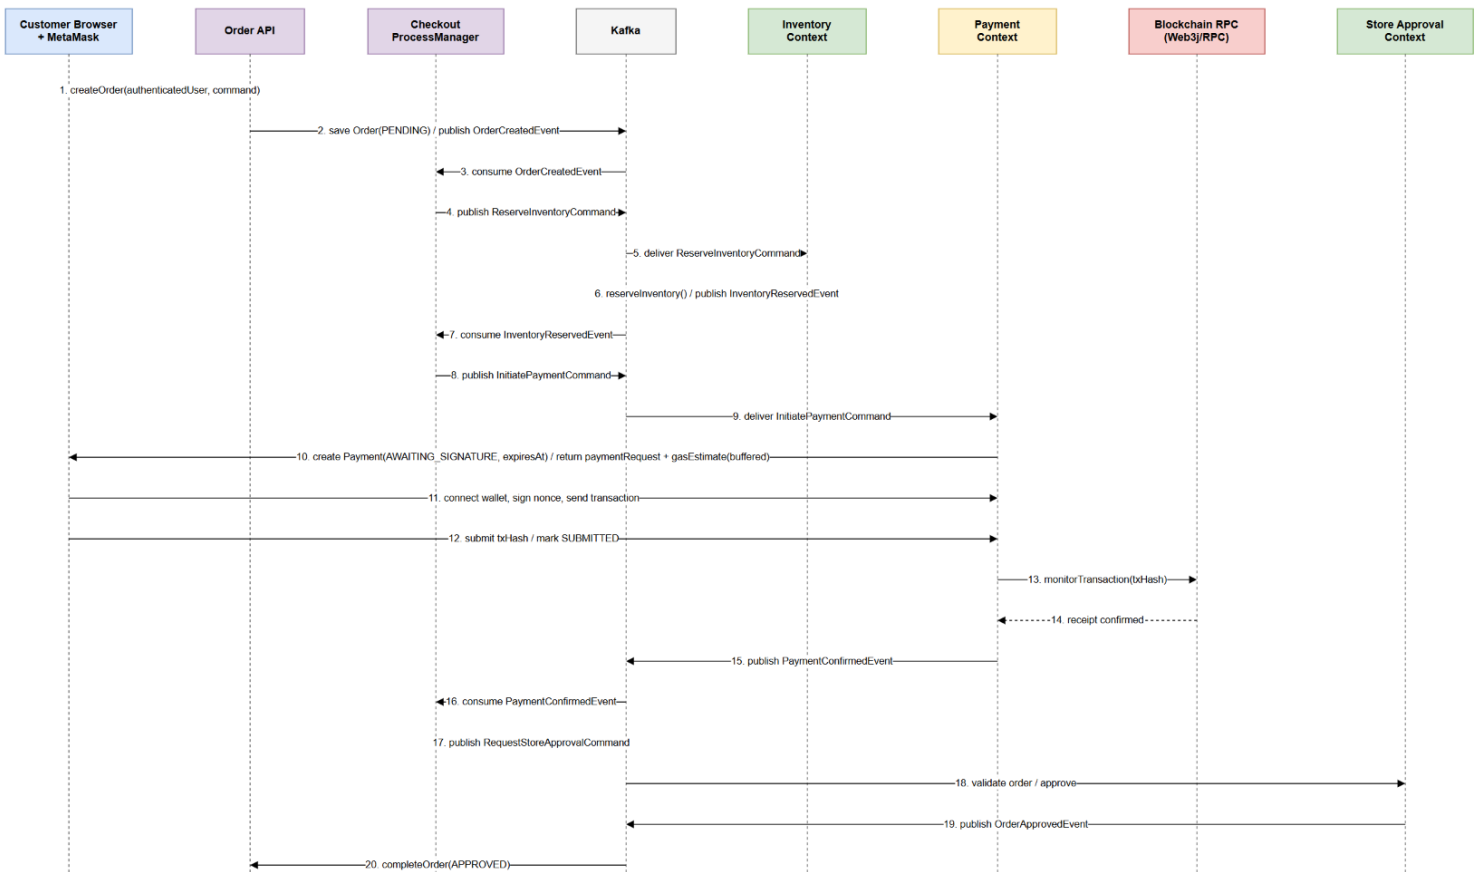 Customer Browser
+ MetaMask
Order API
Checkout
ProcessManager
Kafka
Inventory
Context
Payment
Context
Blockchain RPC
(Web3j/RPC)
Store Approval
Context
1. createOrder(authenticatedUser, command)
2. save Order(PENDING) / publish OrderCreatedEvent
3. consume OrderCreatedEvent
4. publish ReserveInventoryCommand
5. deliver ReserveInventoryCommand
6. reserveInventory() / publish InventoryReservedEvent
7. consume InventoryReservedEvent
8. publish InitiatePaymentCommand
9. deliver InitiatePaymentCommand
10. create Payment(AWAITING_SIGNATURE, expiresAt) / return paymentRequest + gasEstimate(buffered)
11. connect wallet, sign nonce, send transaction
12. submit txHash / mark SUBMITTED
13. monitorTransaction(txHash)
14. receipt confirmed
15. publish PaymentConfirmedEvent
16. consume PaymentConfirmedEvent
17. publish RequestStoreApprovalCommand
18. validate order / approve
19. publish OrderApprovedEvent
20. completeOrder(APPROVED)